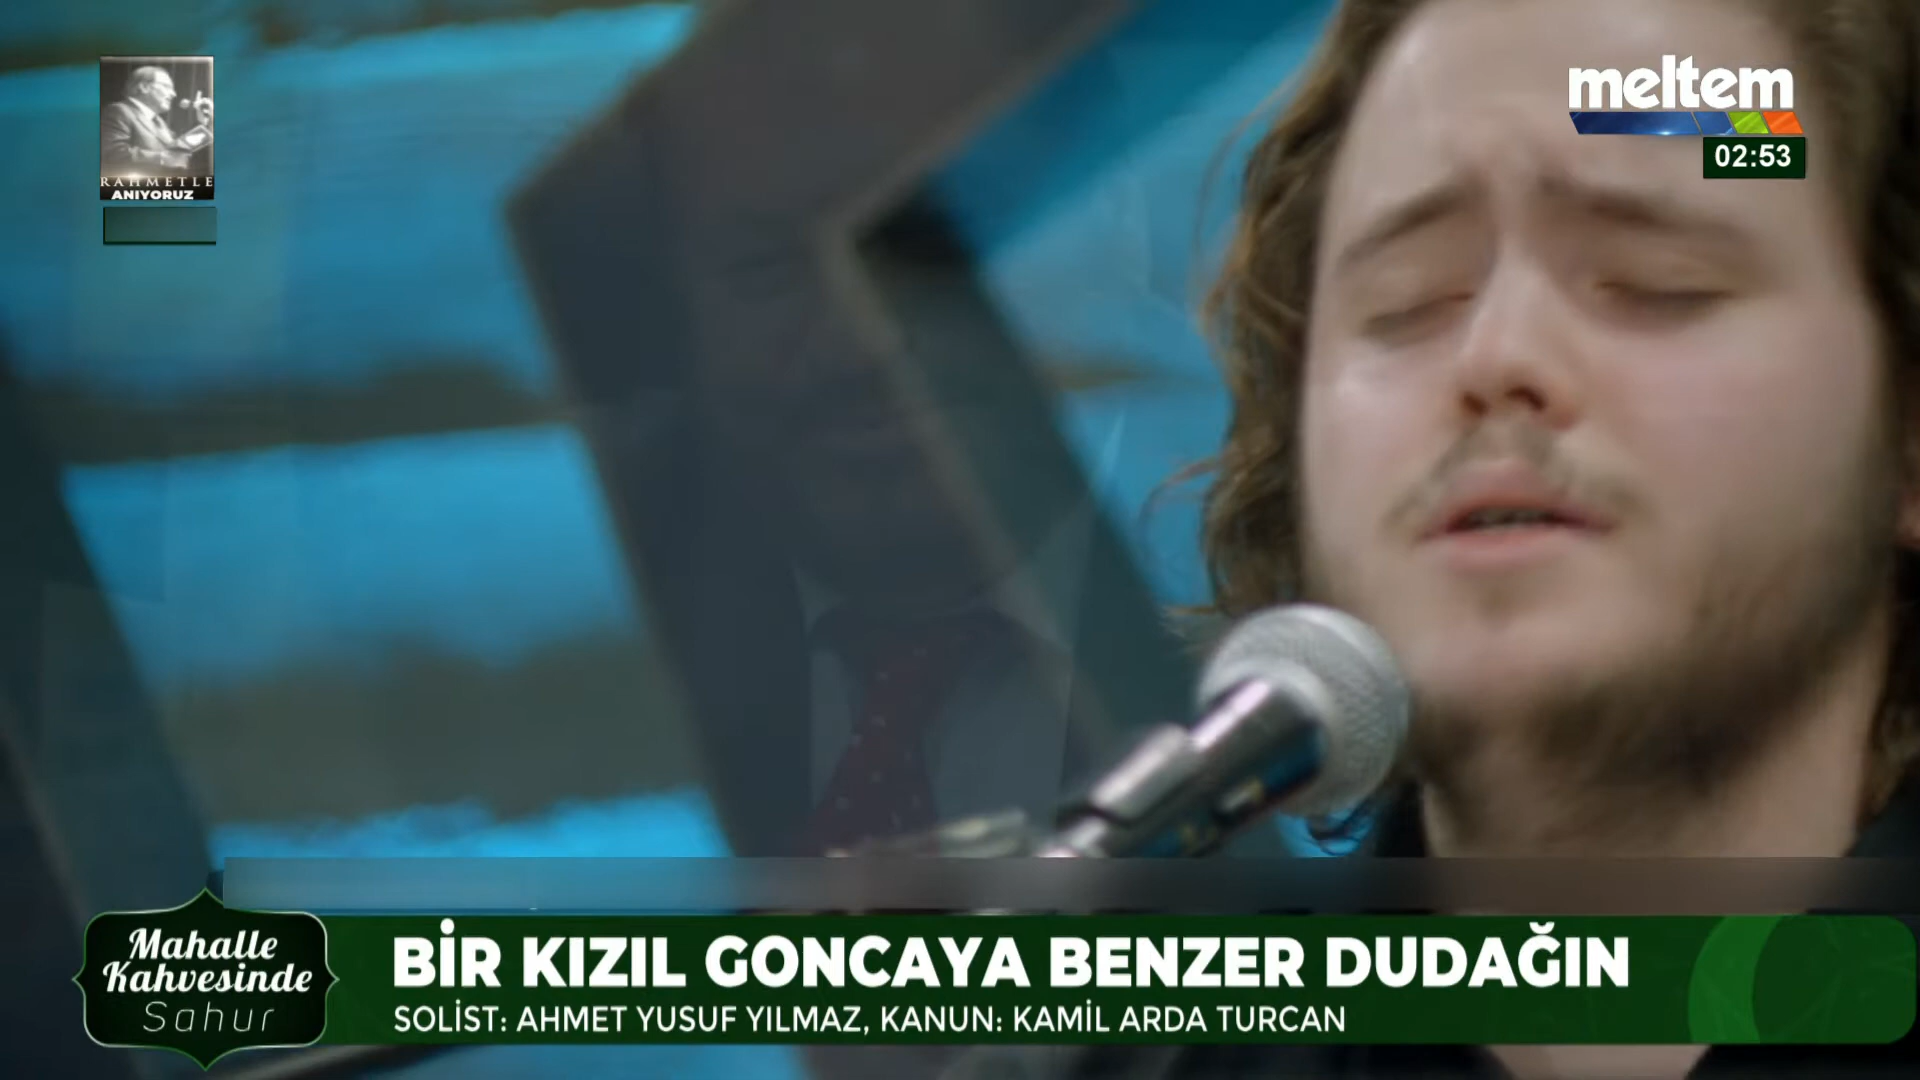 RAHMETLE
ANIYORUZ
meltem
02:53
Mahalle
Kahvesinde
Sahur
BİR KIZIL GONCAYA BENZER DUDAĞIN
SOLİST: AHMET YUSUF YILMAZ, KANUN: KAMİL ARDA TURCAN